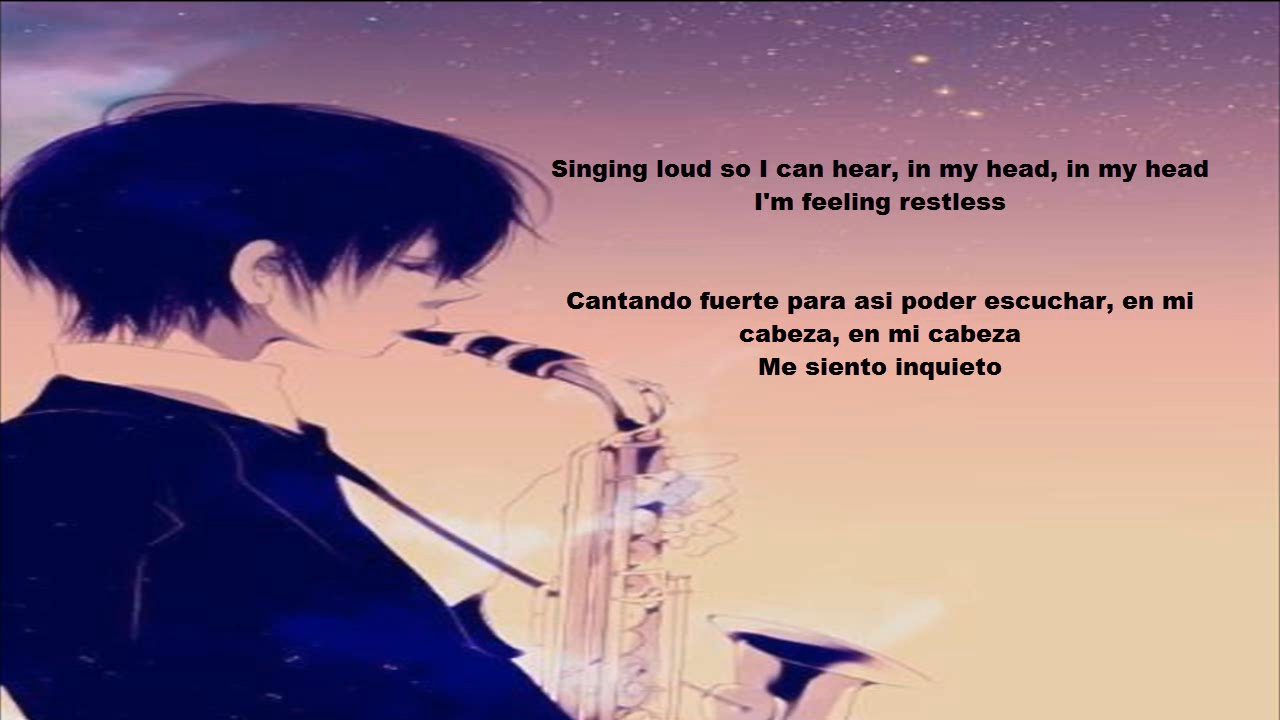 Singing loud so I can hear, in my head, in my head
I'm feeling restless
Cantando fuerte para asi poder escuchar, en mi
cabeza, en mi cabeza
Me siento inquieto